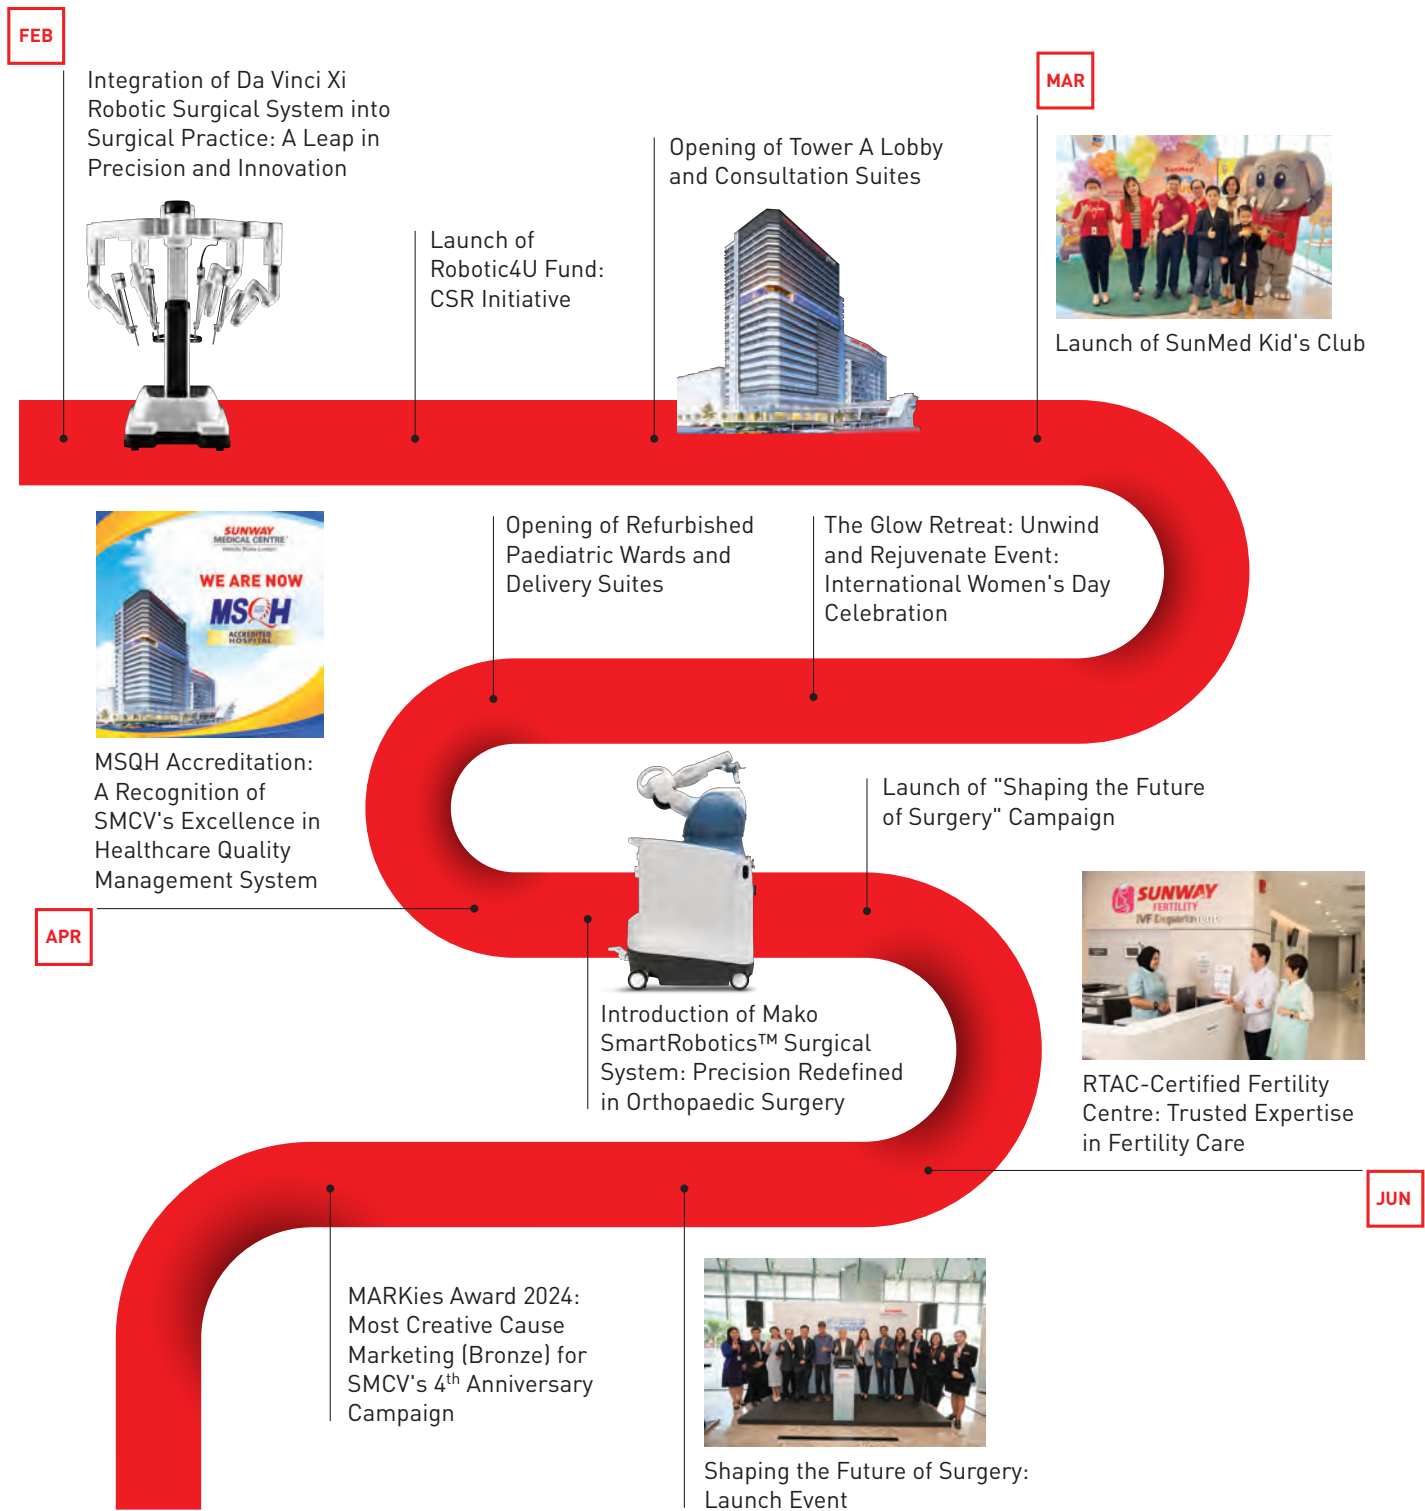 FEB
Integration of Da Vinci Xi
Robotic Surgical System into
Surgical Practice: A Leap in
Precision and Innovation
Launch of
Robotic4U Fund:
CSR Initiative
Opening of Tower A Lobby
and Consultation Suites
MAR
SunMed
Launch of SunMed Kid's Club
The Glow Retreat: Unwind
and Rejuvenate Event:
International Women's Day
Celebration
Opening of Refurbished
Paediatric Wards and
Delivery Suites
SUNWAY
MEDICAL CENTRE
WE ARE NOW
MSQH
ACCREDITED
HOSPITAL
MSQH Accreditation:
A Recognition of
SMCV's Excellence in
Healthcare Quality
Management System
APR
Introduction of Mako
SmartRobotics™ Surgical
System: Precision Redefined
in Orthopaedic Surgery
Launch of "Shaping the Future
of Surgery" Campaign
SUNWAY
FERTILITY
IVF Department
RTAC-Certified Fertility
Centre: Trusted Expertise
in Fertility Care
JUN
Shaping the Future of Surgery:
Launch Event
MARKies Award 2024:
Most Creative Cause
Marketing (Bronze) for
SMCV's 4th Anniversary
Campaign